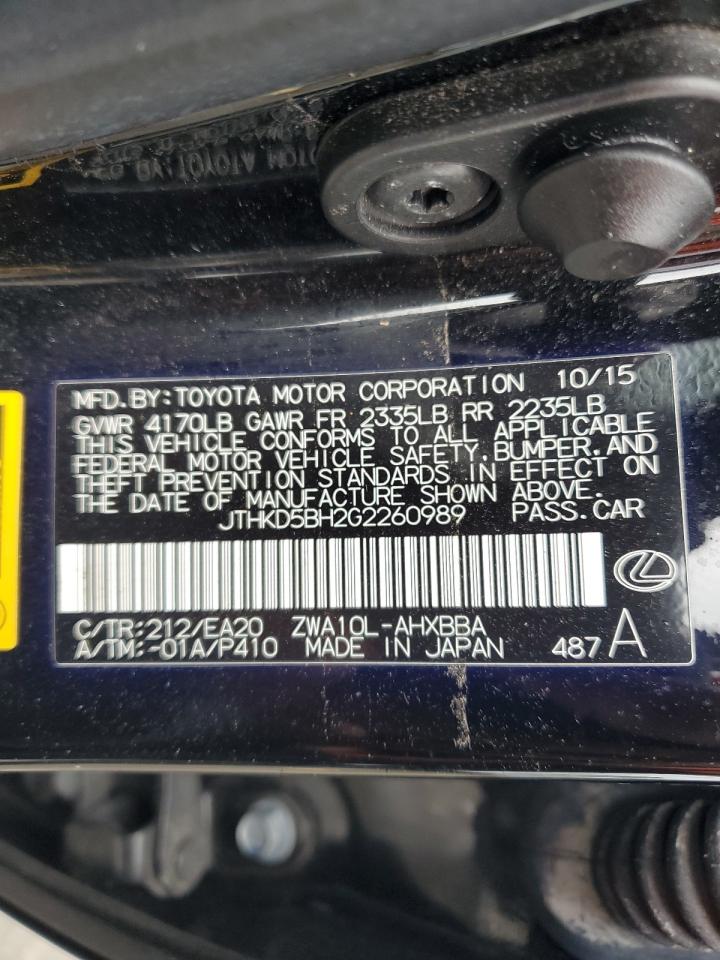 MFD.BY:TOYOTA MOTOR CORPORATION 10/15
GVWR 4170LB GAWR FR 2335LB RR 2235LB
THIS VEHICLE CONFORMS TO ALL APPLICABLE
FEDERAL MOTOR VEHICLE SAFETY,BUMPER,AND
THEFT PREVENTION STANDARDS IN EFFECT ON
THE DATE OF MANUFACTURE SHOWN ABOVE.
JTHKD5BH2G2260989 PASS.CAR
C/TR:212/EA20 ZWA10L-AHXBBA
A/TM:-01A/P410 MADE IN JAPAN 487 A